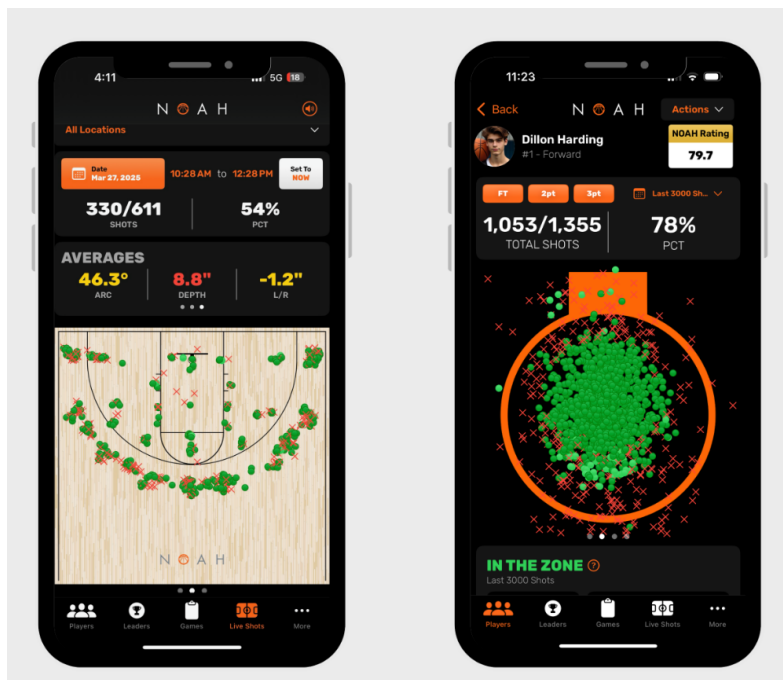 4:11
5G 18
NOAH
All Locations
Date
Mar 27, 2025
10:28 AM to 12:28 PM
Set To
NOW
330/611
54%
SHOTS
PCT
AVERAGES
46.3°
8.8"
-1.2"
ARC
DEPTH
L/R
NOAH
Players
Leaders
Games
Live Shots
More
11:23
Back
NOAH
Actions
Dillon Harding
#1 - Forward
NOAH Rating
79.7
FT
2pt
3pt
Last 3000 Sh...
1,053/1,355
78%
TOTAL SHOTS
PCT
IN THE ZONE ?
Last 3000 Shots
Players
Leaders
Games
Live Shots
More